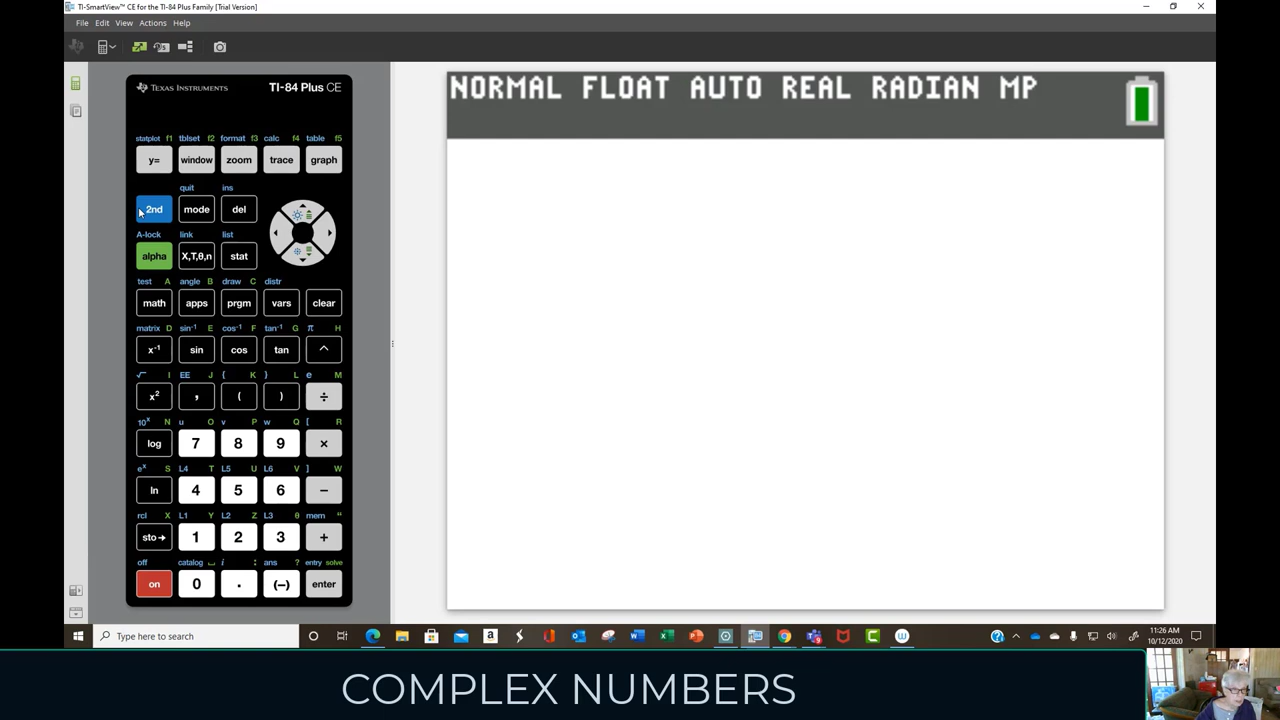 TI-SmartView™ CE for the TI-84 Plus Family [Trial Version]
File Edit View Actions Help
TEXAS INSTRUMENTS TI-84 Plus CE
statplot f1 tblset f2 format f3 calc f4 table f5
y= window zoom trace graph
quit ins
2nd mode del
A-lock link list
alpha X,T,θ,n stat
test A angle B draw C distr
math apps prgm vars clear
matrix D sin⁻¹ E cos⁻¹ F tan⁻¹ G π H
x⁻¹ sin cos tan ^
√ I EE J { K } L e M
x² , ( ) ÷
10ˣ N u O v P w Q [ R
log 7 8 9 ×
eˣ S L4 T L5 U L6 V ] W
ln 4 5 6 −
rcl X L1 Y L2 Z L3 θ mem "
sto→ 1 2 3 +
off catalog ⎵ i : ans ? entry solve
on 0 . (−) enter
NORMAL FLOAT AUTO REAL RADIAN MP
Type here to search
11:26 AM
10/12/2020
COMPLEX NUMBERS